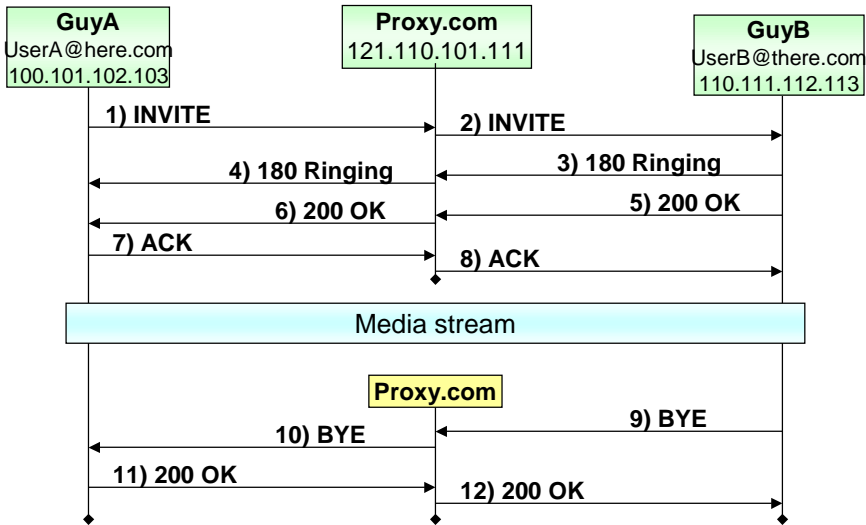 GuyA
UserA@here.com
100.101.102.103
Proxy.com
121.110.101.111
GuyB
UserB@there.com
110.111.112.113
1) INVITE
2) INVITE
3) 180 Ringing
4) 180 Ringing
5) 200 OK
6) 200 OK
7) ACK
8) ACK
Media stream
Proxy.com
9) BYE
10) BYE
11) 200 OK
12) 200 OK